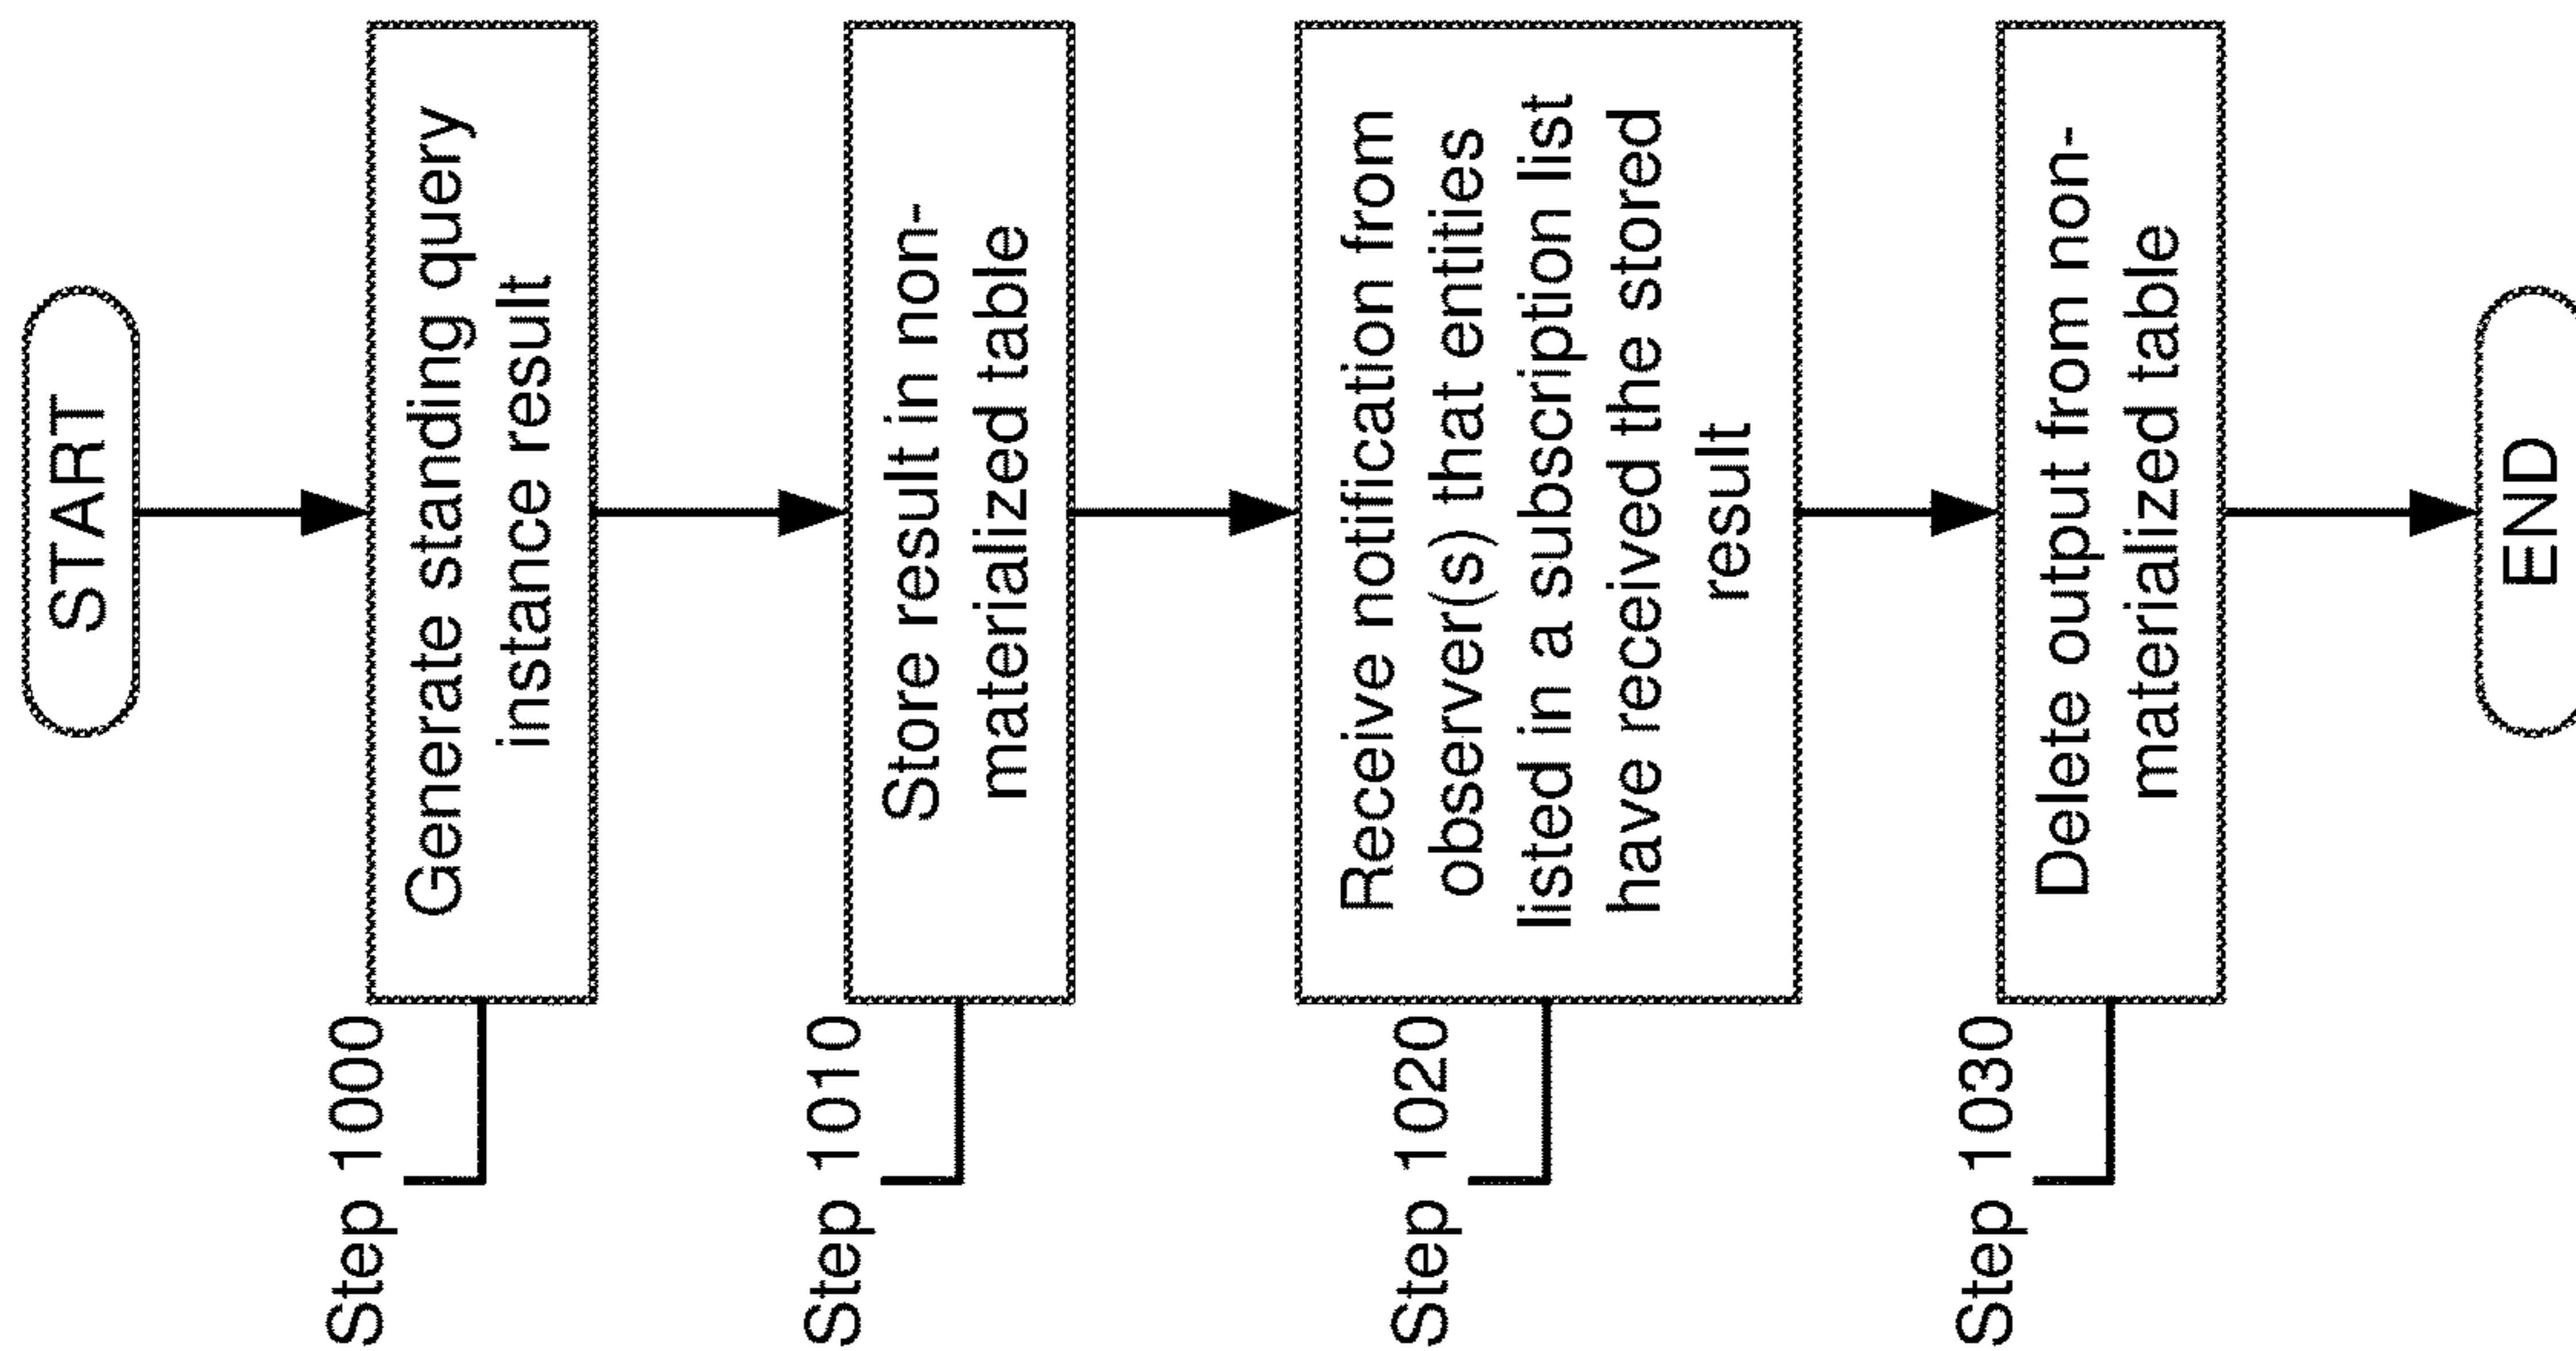 START
Step 1000
Generate standing query
instance result
Step 1010
Store result in non-
materialized table
Step 1020
Receive notification from
observer(s) that entities
listed in a subscription list
have received the stored
result
Step 1030
Delete output from non-
materialized table
END